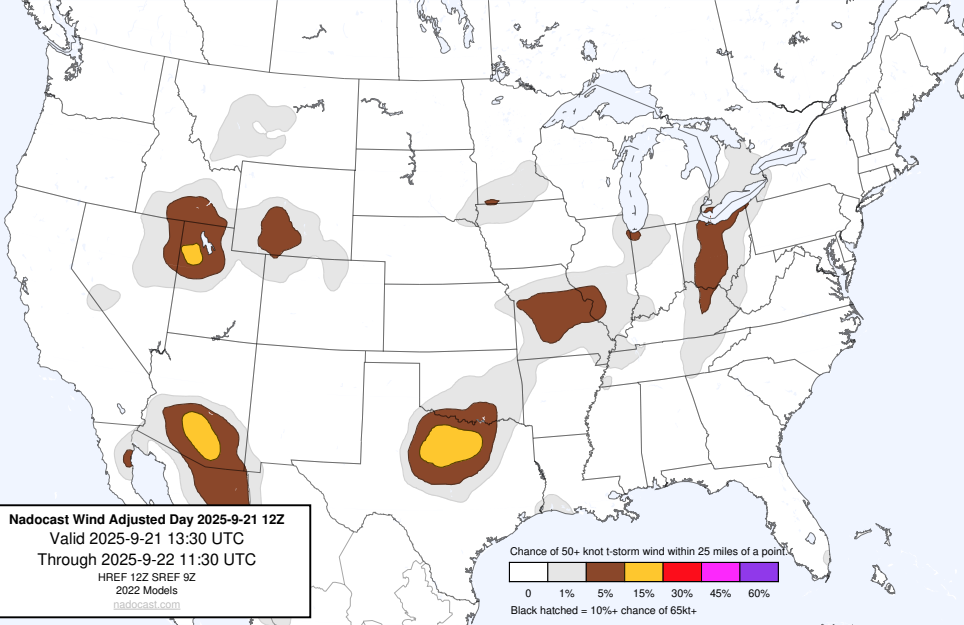 Nadocast Wind Adjusted Day 2025-9-21 12Z
Valid 2025-9-21 13:30 UTC
Through 2025-9-22 11:30 UTC
HREF 12Z SREF 9Z
2022 Models
nadocast.com
Chance of 50+ knot t-storm wind within 25 miles of a point.
0 1% 5% 15% 30% 45% 60%
Black hatched = 10%+ chance of 65kt+